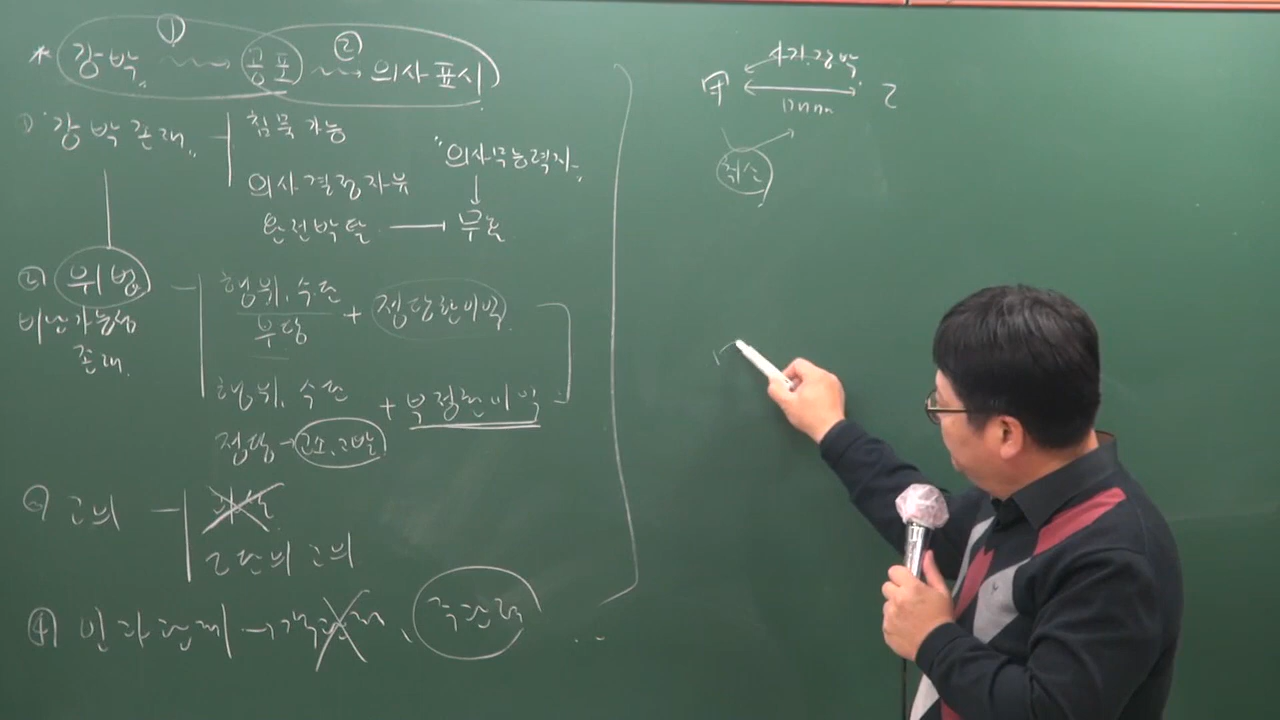 * 강박 ① 공포 ② 의사표시
① 강박존재
침묵가능
의사결정자유
완전박탈 → 무효
"의사무능력자"
② 위법
비난가능성
존재
행위, 수단
부당
+ 정당한이익
행위, 수단
정당 → 고소, 고발
+ 부정한이익
③ 고의
과실
2단의 고의
④ 인과관계 → 객관적, 주관적
사기.강박
甲 乙
취소